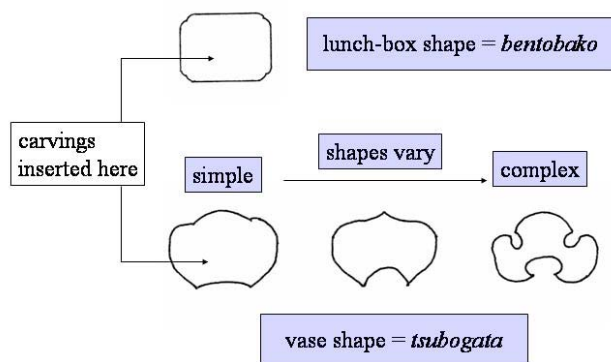 lunch-box shape = bentobako
carvings
inserted here
simple
shapes vary
complex
vase shape = tsubogata